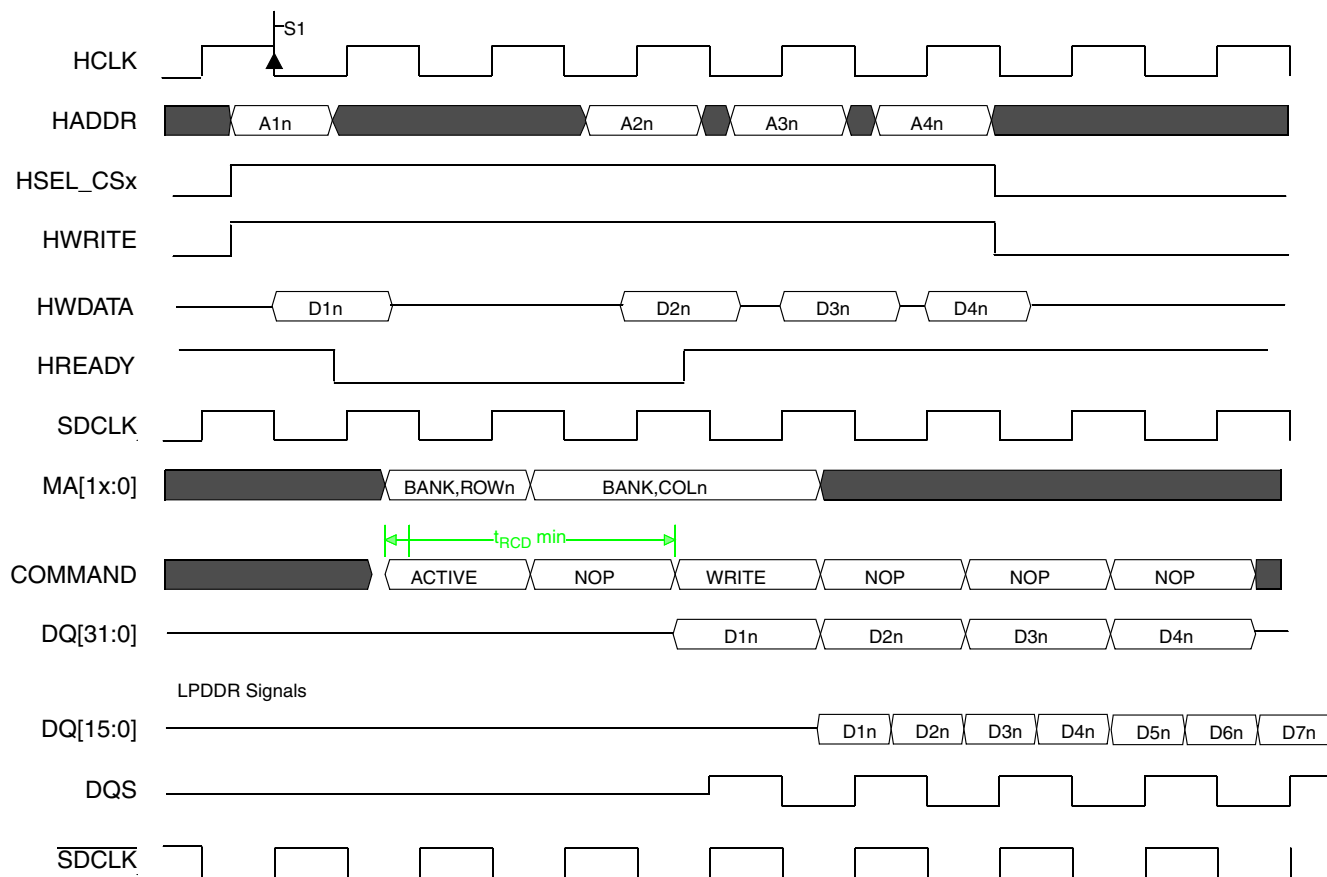 S1
HCLK
HADDR A1n A2n A3n A4n
HSEL_CSx
HWRITE
HWDATA D1n D2n D3n D4n
HREADY
SDCLK
MA[1x:0] BANK,ROWn BANK,COLn
tRCD min
COMMAND ACTIVE NOP WRITE NOP NOP NOP
DQ[31:0] D1n D2n D3n D4n
LPDDR Signals
DQ[15:0] D1n D2n D3n D4n D5n D6n D7n
DQS
SDCLK